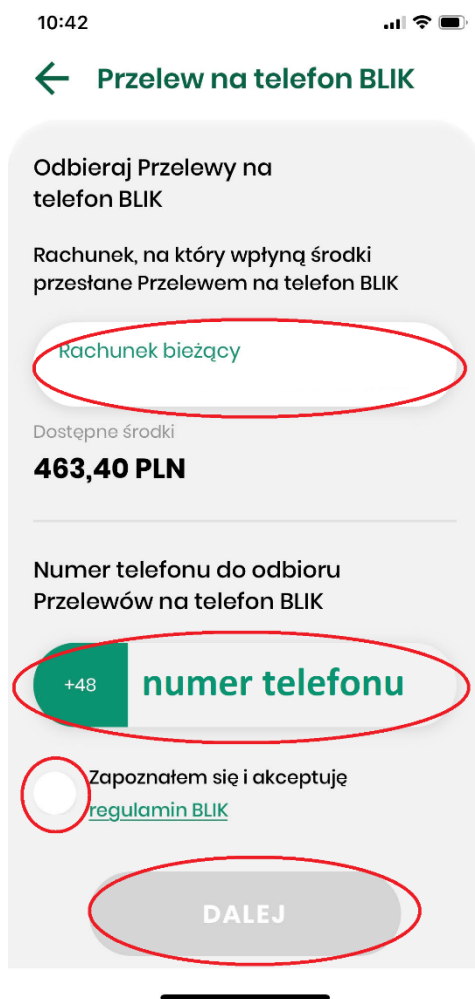 10:42
Przelew na telefon BLIK
Odbieraj Przelewy na
telefon BLIK
Rachunek, na który wpłyną środki
przesłane Przelewem na telefon BLIK
Rachunek bieżący
Dostępne środki
463,40 PLN
Numer telefonu do odbioru
Przelewów na telefon BLIK
+48 numer telefonu
Zapoznałem się i akceptuję
regulamin BLIK
DALEJ